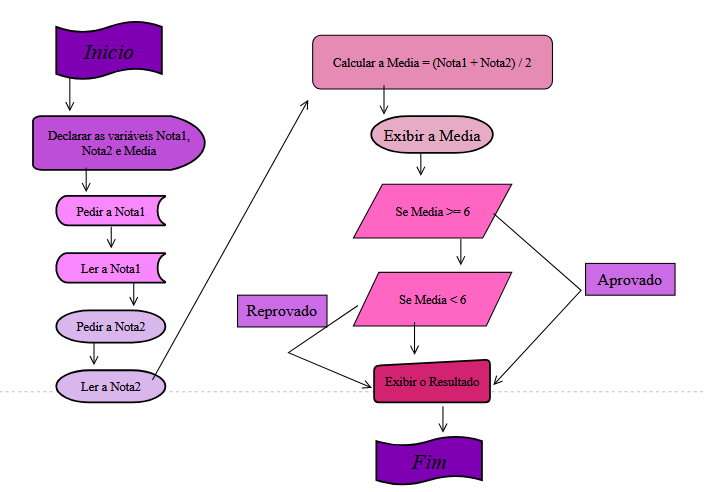 Inicio
Declarar as variáveis Nota1,
Nota2 e Media
Pedir a Nota1
Ler a Nota1
Pedir a Nota2
Ler a Nota2
Calcular a Media = (Nota1 + Nota2) / 2
Exibir a Media
Se Media >= 6
Aprovado
Se Media < 6
Reprovado
Exibir o Resultado
Fim